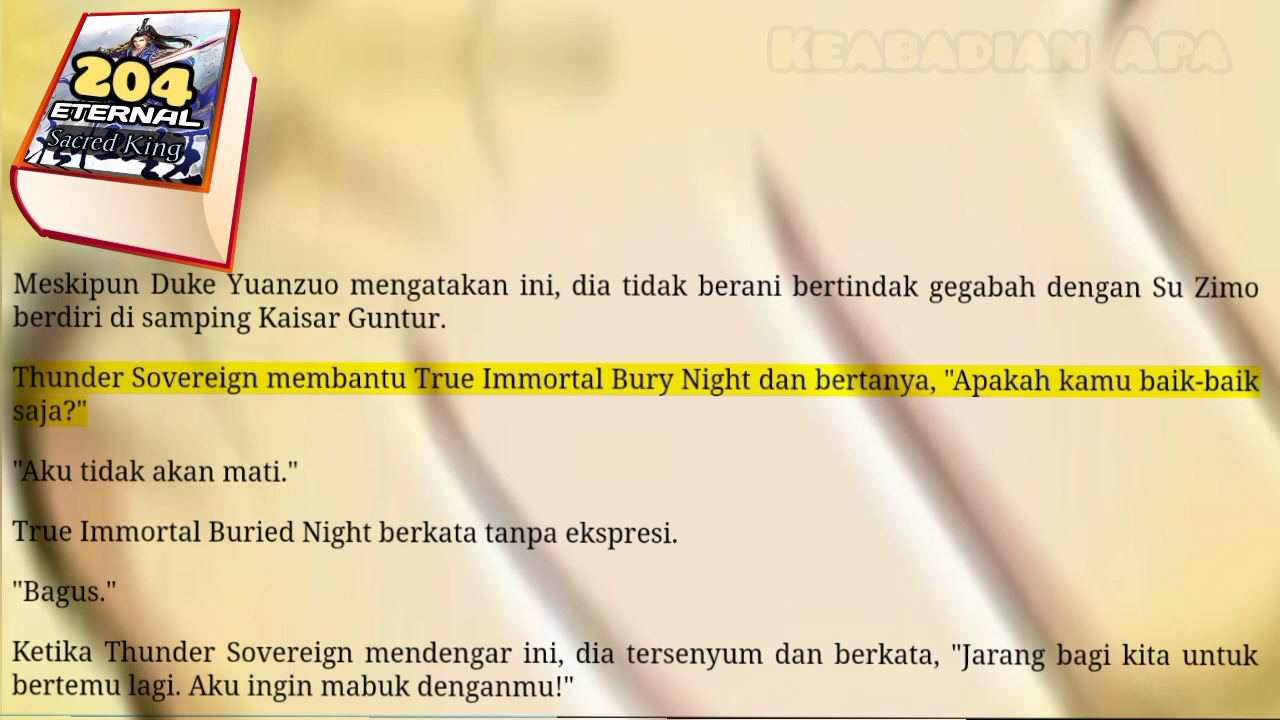 204
ETERNAL
Sacred King
KEABADIAN APA
Meskipun Duke Yuanzuo mengatakan ini, dia tidak berani bertindak gegabah dengan Su Zimo
berdiri di samping Kaisar Guntur.
Thunder Sovereign membantu True Immortal Bury Night dan bertanya, "Apakah kamu baik-baik
saja?"
"Aku tidak akan mati."
True Immortal Buried Night berkata tanpa ekspresi.
"Bagus."
Ketika Thunder Sovereign mendengar ini, dia tersenyum dan berkata, "Jarang bagi kita untuk
bertemu lagi. Aku ingin mabuk denganmu!"